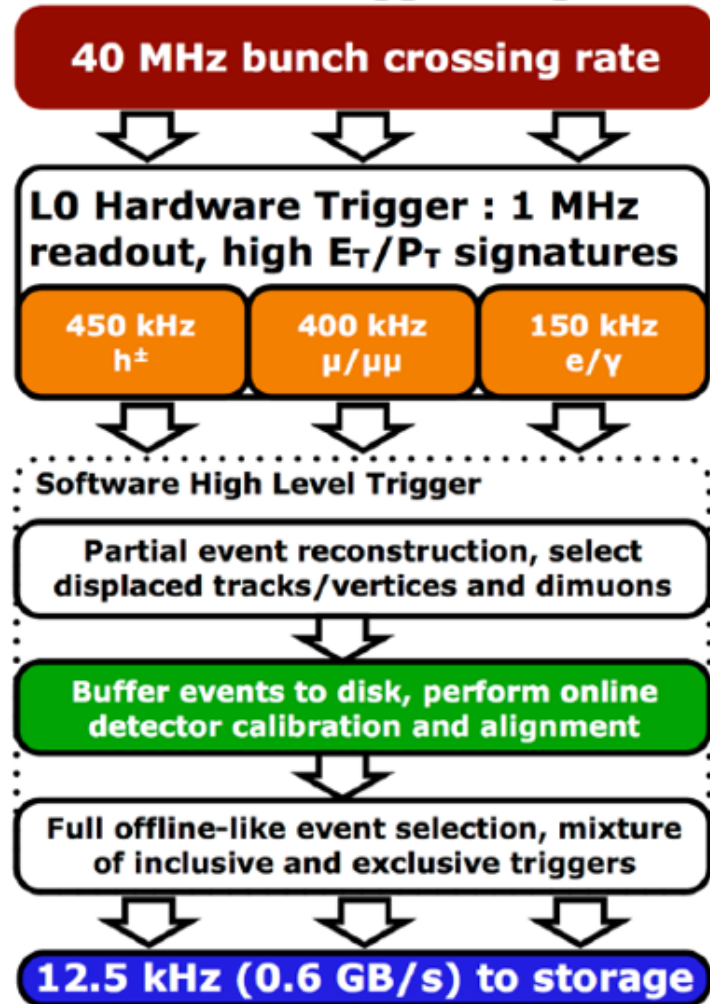 40 MHz bunch crossing rate
L0 Hardware Trigger : 1 MHz
readout, high ET/PT signatures
450 kHz
h±
400 kHz
μ/μμ
150 kHz
e/γ
Software High Level Trigger
Partial event reconstruction, select
displaced tracks/vertices and dimuons
Buffer events to disk, perform online
detector calibration and alignment
Full offline-like event selection, mixture
of inclusive and exclusive triggers
12.5 kHz (0.6 GB/s) to storage